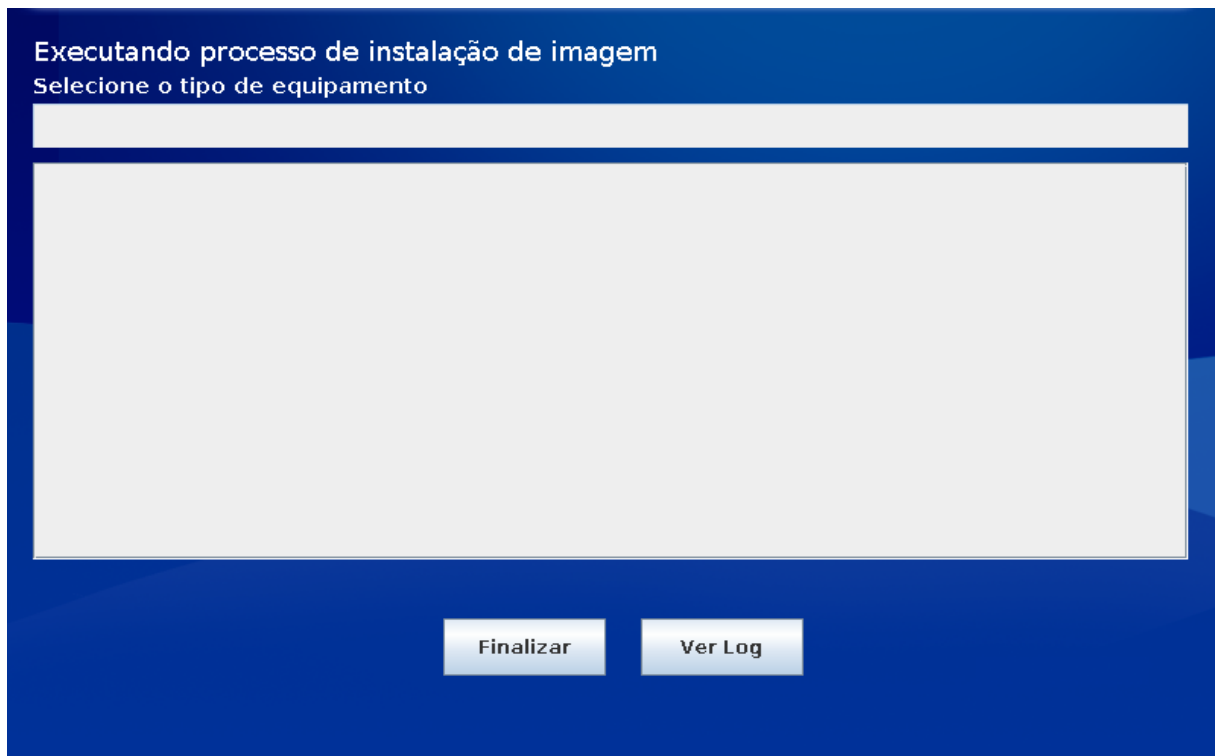 Executando processo de instalação de imagem
Selecione o tipo de equipamento
Finalizar
Ver Log